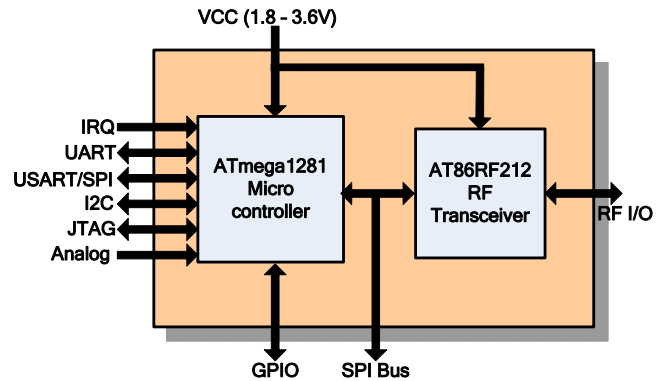 VCC (1.8 – 3.6V)
IRQ
UART
USART/SPI
I2C
JTAG
Analog
ATmega1281
Micro
controller
AT86RF212
RF
Transceiver
RF I/O
GPIO
SPI Bus